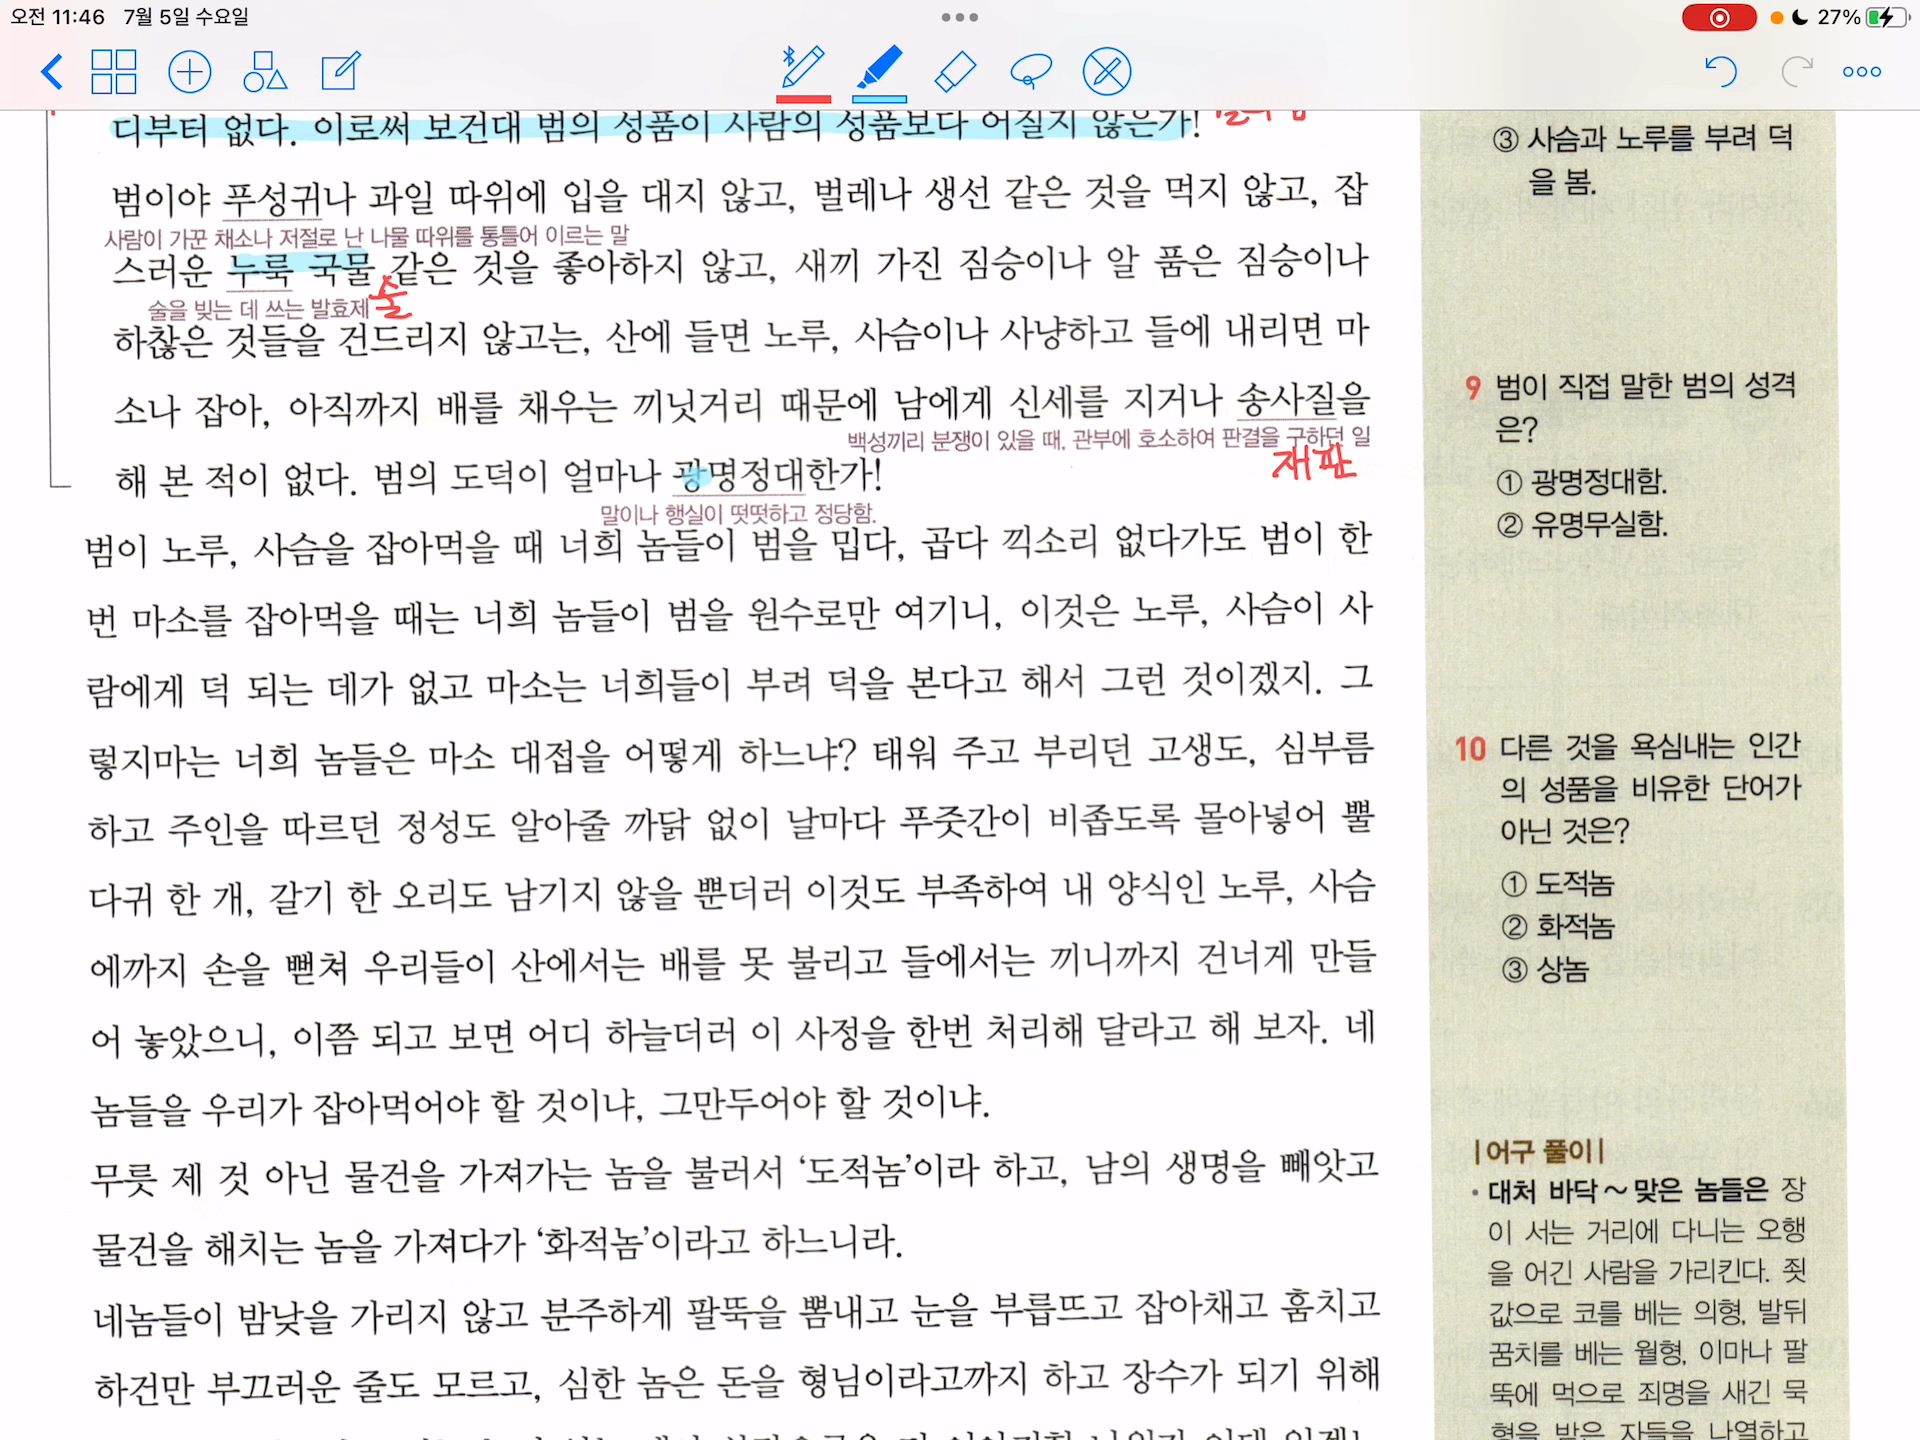 오전 11:46 7월 5일 수요일
27%
디부터 없다. 이로써 보건대 범의 성품이 사람의 성품보다 어질지 않은가!
범이야 푸성귀나 과일 따위에 입을 대지 않고, 벌레나 생선 같은 것을 먹지 않고, 잡
사람이 가꾼 채소나 저절로 난 나물 따위를 통틀어 이르는 말
스러운 누룩 국물 같은 것을 좋아하지 않고, 새끼 가진 짐승이나 알 품은 짐승이나
술을 빚는 데 쓰는 발효제
술
하찮은 것들을 건드리지 않고는, 산에 들면 노루, 사슴이나 사냥하고 들에 내리면 마
소나 잡아, 아직까지 배를 채우는 끼닛거리 때문에 남에게 신세를 지거나 송사질을
백성끼리 분쟁이 있을 때, 관부에 호소하여 판결을 구하던 일
재판
해 본 적이 없다. 범의 도덕이 얼마나 광명정대한가!
말이나 행실이 떳떳하고 정당함.
범이 노루, 사슴을 잡아먹을 때 너희 놈들이 범을 밉다, 곱다 끽소리 없다가도 범이 한
번 마소를 잡아먹을 때는 너희 놈들이 범을 원수로만 여기니, 이것은 노루, 사슴이 사
람에게 덕 되는 데가 없고 마소는 너희들이 부려 덕을 본다고 해서 그런 것이겠지. 그
렇지마는 너희 놈들은 마소 대접을 어떻게 하느냐? 태워 주고 부리던 고생도, 심부름
하고 주인을 따르던 정성도 알아줄 까닭 없이 날마다 푸줏간이 비좁도록 몰아넣어 뿔
다귀 한 개, 갈기 한 오리도 남기지 않을 뿐더러 이것도 부족하여 내 양식인 노루, 사슴
에까지 손을 뻗쳐 우리들이 산에서는 배를 못 불리고 들에서는 끼니까지 건너게 만들
어 놓았으니, 이쯤 되고 보면 어디 하늘더러 이 사정을 한번 처리해 달라고 해 보자. 네
놈들을 우리가 잡아먹어야 할 것이냐, 그만두어야 할 것이냐.
무릇 제 것 아닌 물건을 가져가는 놈을 불러서 ‘도적놈’이라 하고, 남의 생명을 빼앗고
물건을 해치는 놈을 가져다가 ‘화적놈’이라고 하느니라.
네놈들이 밤낮을 가리지 않고 분주하게 팔뚝을 뽐내고 눈을 부릅뜨고 잡아채고 훔치고
하건만 부끄러운 줄도 모르고, 심한 놈은 돈을 형님이라고까지 하고 장수가 되기 위해
③ 사슴과 노루를 부려 덕
을 봄.
9 범이 직접 말한 범의 성격
은?
① 광명정대함.
② 유명무실함.
10 다른 것을 욕심내는 인간
의 성품을 비유한 단어가
아닌 것은?
① 도적놈
② 화적놈
③ 상놈
|어구 풀이|
• 대처 바닥~맞은 놈들은 장
이 서는 거리에 다니는 오행
을 어긴 사람을 가리킨다. 죗
값으로 코를 베는 의형, 발뒤
꿈치를 베는 월형, 이마나 팔
뚝에 먹으로 죄명을 새긴 묵
형을 받은 자들을 나열하고